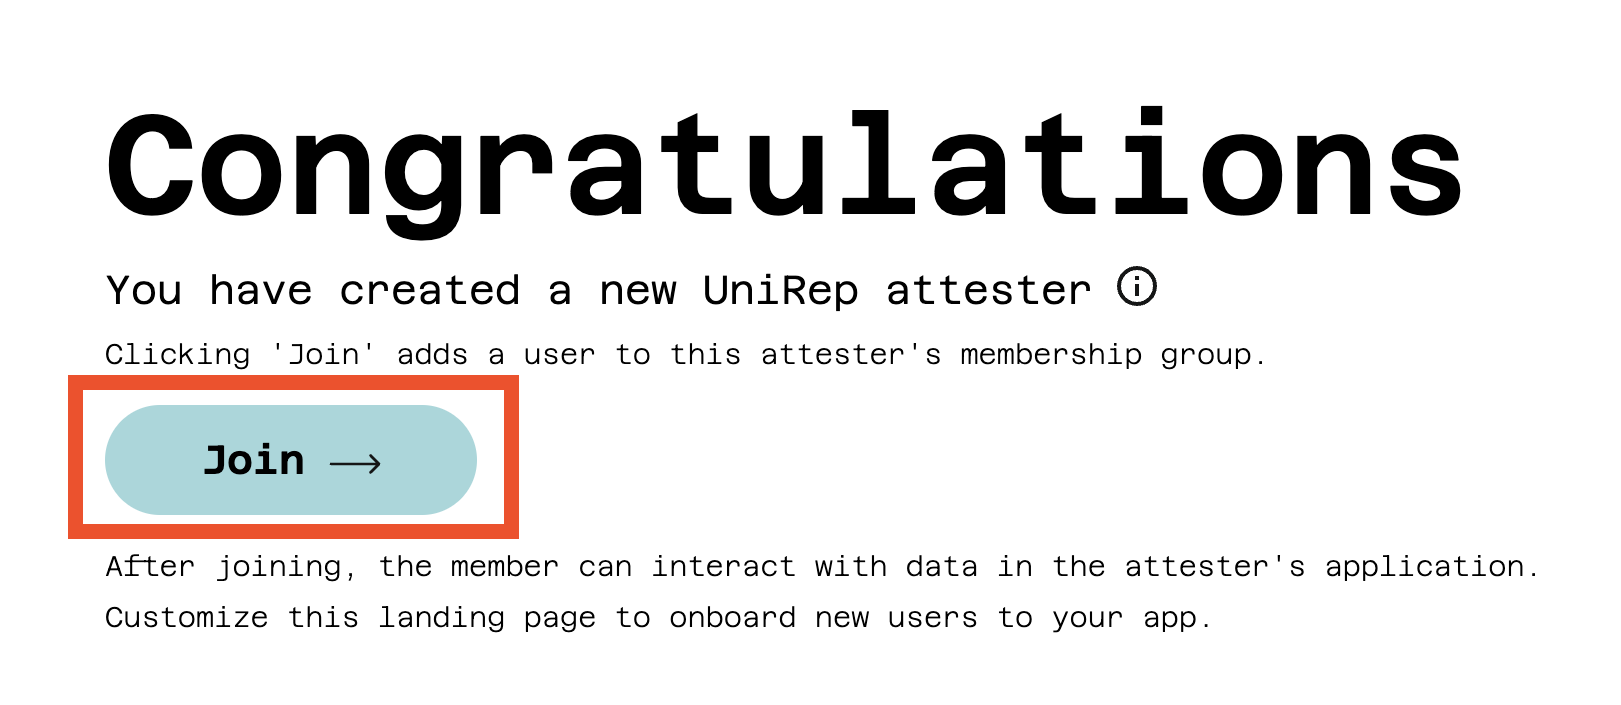 Congratulations
You have created a new UniRep attester
Clicking 'Join' adds a user to this attester's membership group.
Join →
After joining, the member can interact with data in the attester's application.
Customize this landing page to onboard new users to your app.